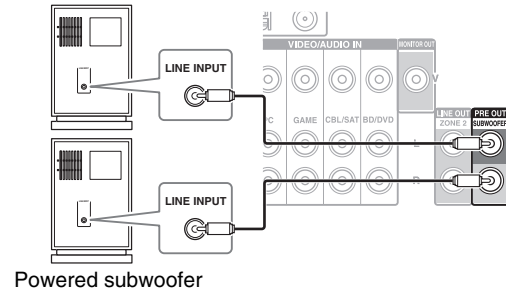 VIDEO/AUDIO IN
MONITOR OUT
LINE INPUT
V
PC GAME CBL/SAT BD/DVD
LINE OUT PRE OUT
ZONE 2 SUBWOOFER
L
LINE INPUT
R
Powered subwoofer